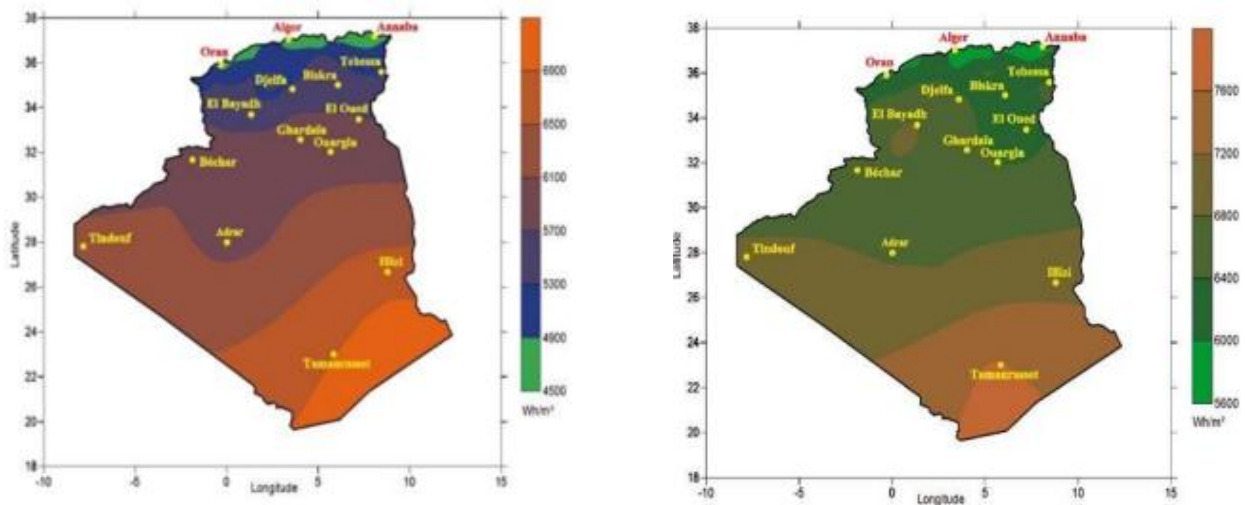 38
36
34
32
30
28
26
24
22
20
18
Latitude
-10
-5
0
5
10
15
Longitude
Alger
Annaba
Oran
Tebessa
Djelfa
Biskra
El Bayadh
El Oued
Ghardaïa
Ouargla
Béchar
Tindouf
Adrar
Illizi
Tamanrasset
6900
6500
6100
5700
5300
4900
4500
Wh/m²
38
36
34
32
30
28
26
24
22
20
18
Latitude
-10
-5
0
5
10
15
Longitude
Alger
Annaba
Oran
Tebessa
Djelfa
Biskra
El Bayadh
El Oued
Ghardaïa
Ouargla
Béchar
Tindouf
Adrar
Illizi
Tamanrasset
7600
7200
6800
6400
6000
5600
Wh/m²